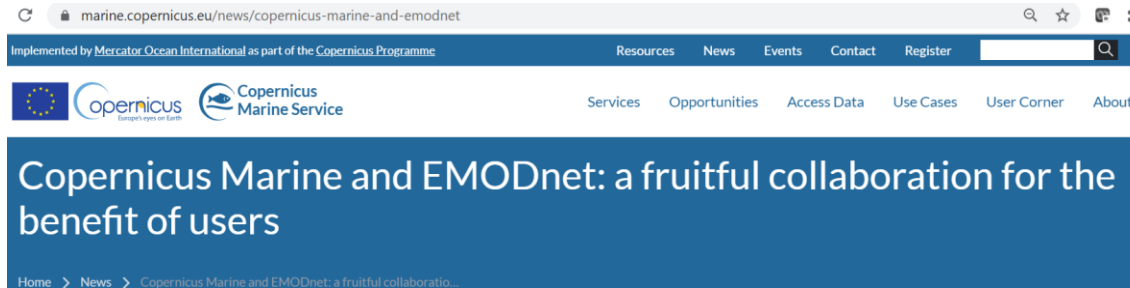 marine.copernicus.eu/news/copernicus-marine-and-emodnet
Implemented by Mercator Ocean International as part of the Copernicus Programme Resources News Events Contact Register
opernicus
Europe's eyes on Earth
Copernicus
Marine Service
Services Opportunities Access Data Use Cases User Corner About
Copernicus Marine and EMODnet: a fruitful collaboration for the
benefit of users
Home > News > Copernicus Marine and EMODnet: a fruitful collaboratio...